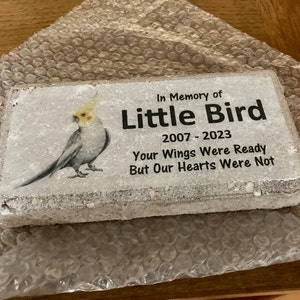 In Memory of
Little Bird
2007 - 2023
Your Wings Were Ready
But Our Hearts Were Not